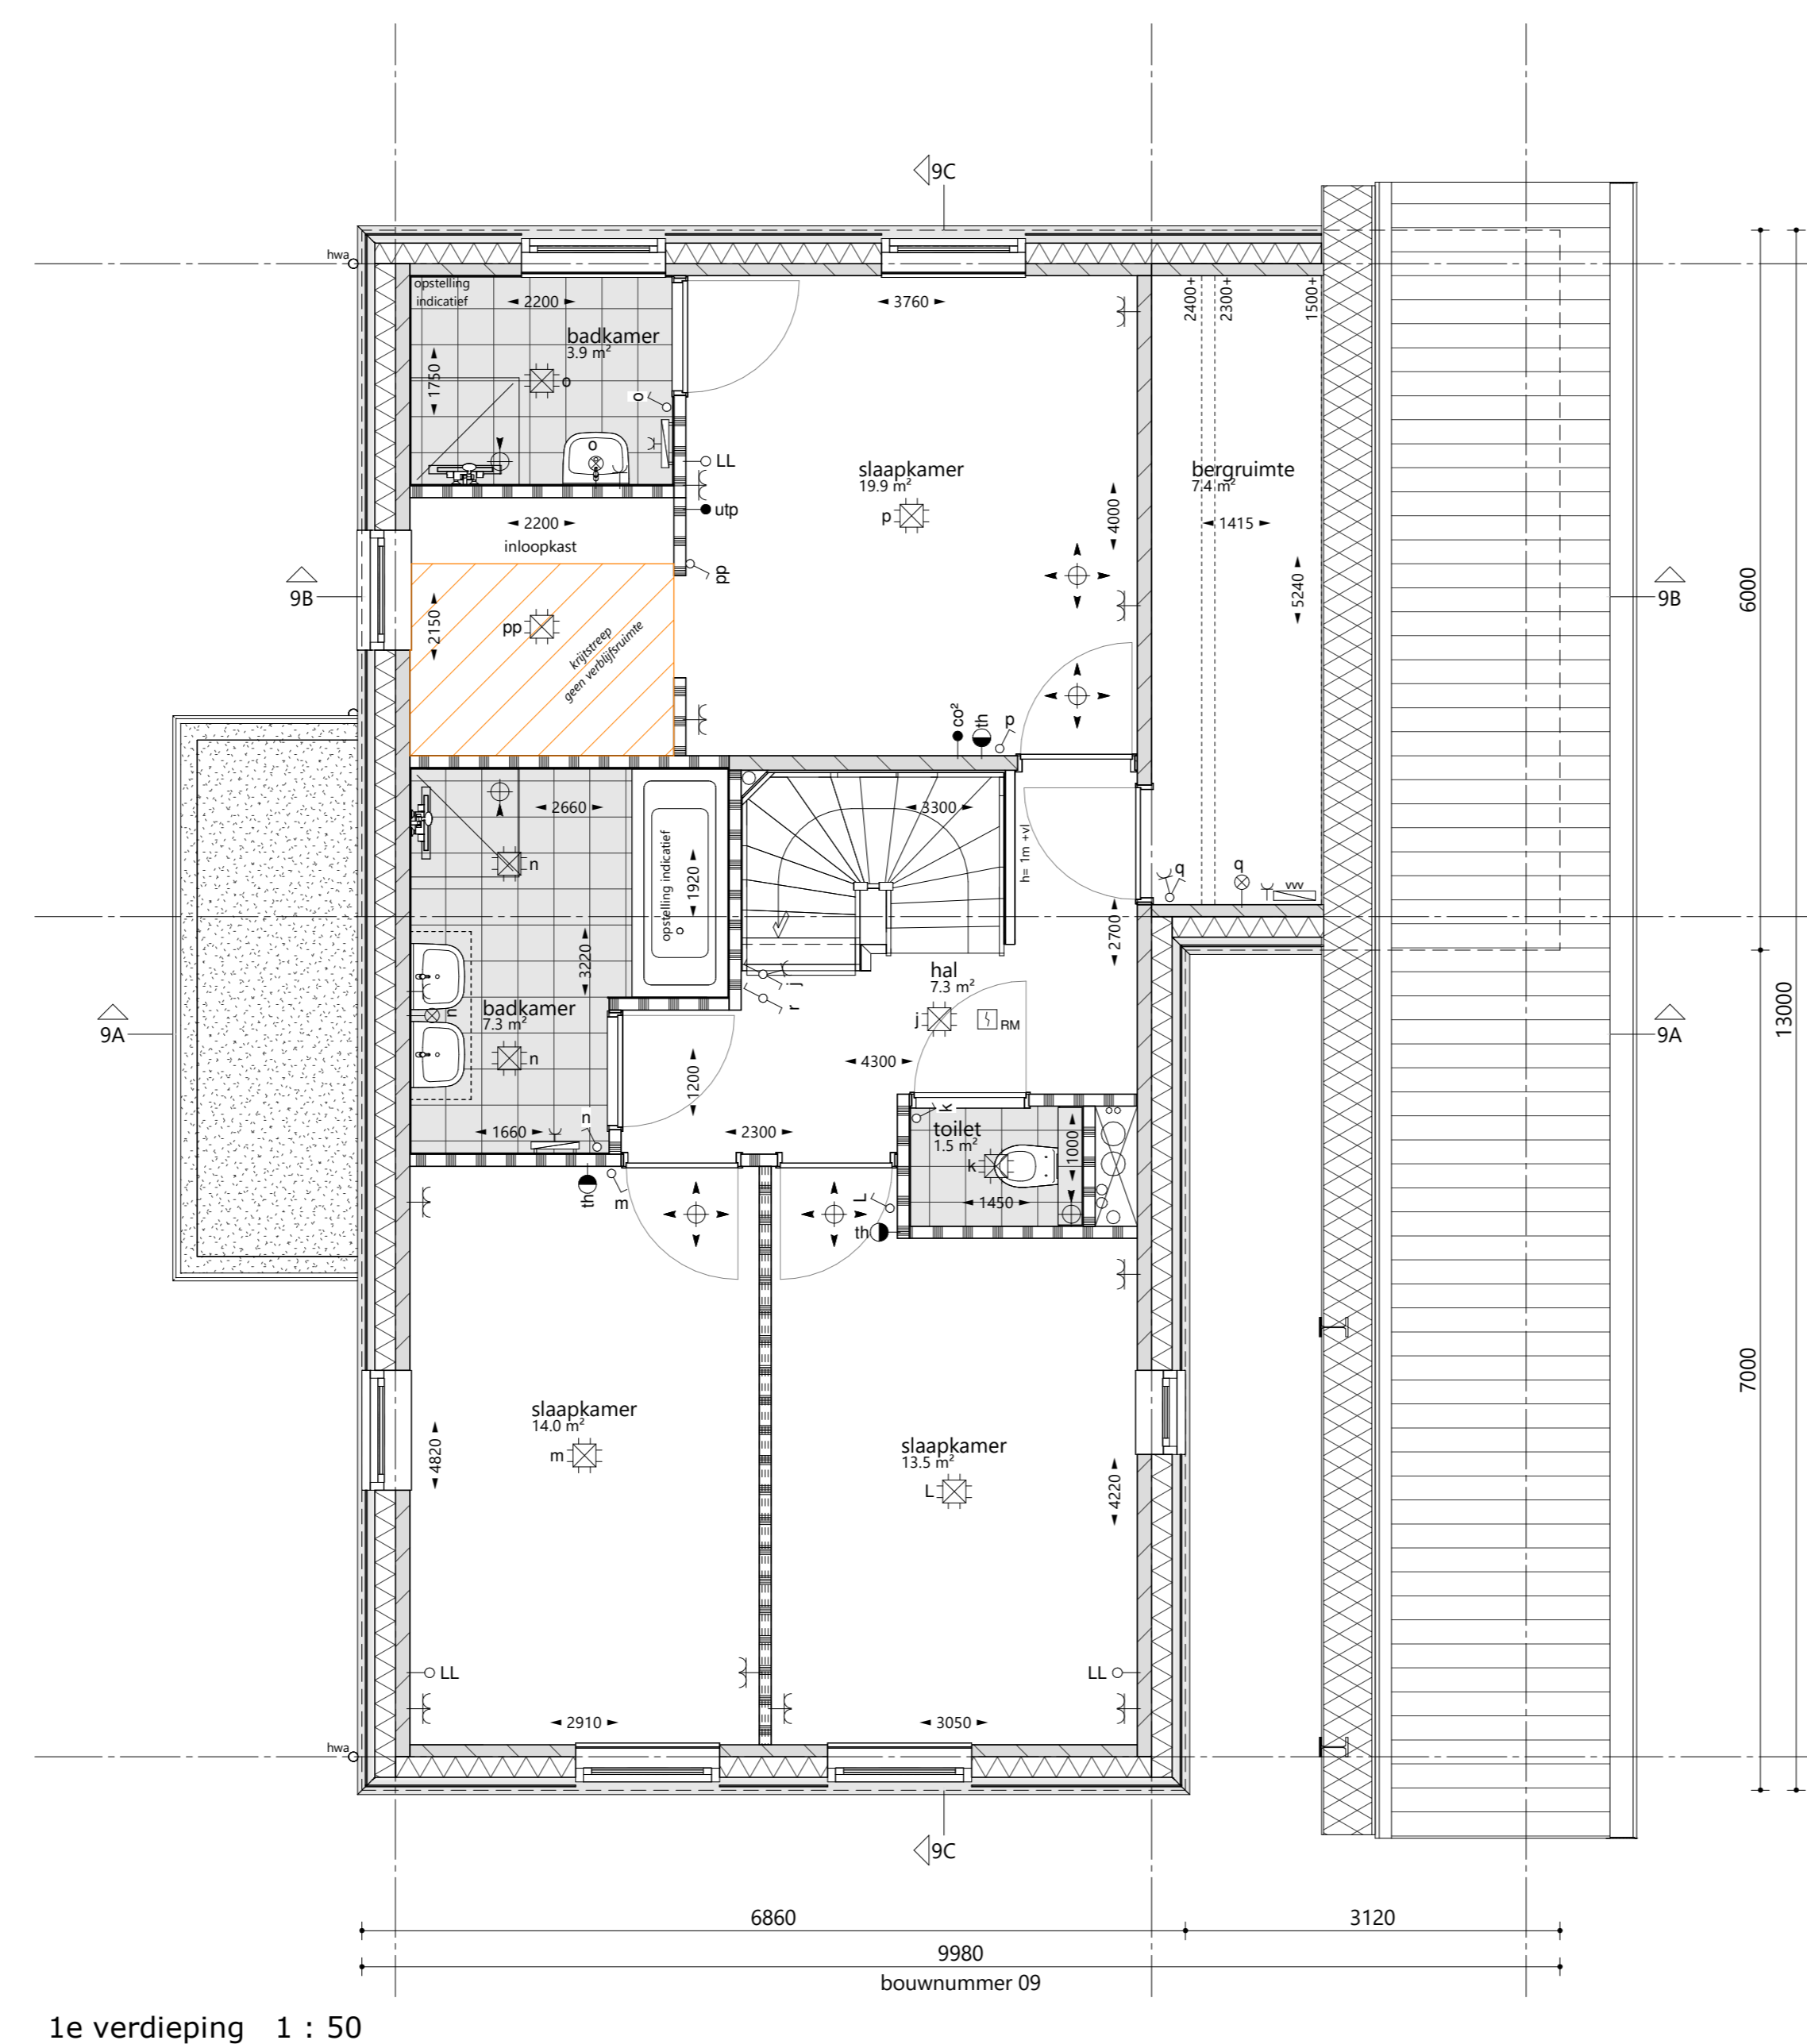 9C
hwa
opstelling
indicatief
2200
badkamer
3.9 m²
1750
o
o
o
3760
2400+
2300+
1500+
LL
utp
slaapkamer
19.9 m²
p
4000
bergruimte
7.4 m²
1415
5240
2200
inloopkast
pp
9B
2150
pp
krijtstreep
geen verblijfsruimte
9B
6000
co²
th
p
2660
n
opstelling indicatief
1920
3300
h= 1m +vl
q
q
vvv
2700
3220
j
r
hal
7.3 m²
j
RM
badkamer
7.3 m²
n
n
9A
9A
13000
4300
1200
n
1660
2300
k
toilet
1.5 m²
k
1000
1450
th
m
L
th
7000
slaapkamer
14.0 m²
m
4820
slaapkamer
13.5 m²
L
4220
LL
LL
2910
3050
hwa
9C
6860
3120
9980
bouwnummer 09
1e verdieping 1 : 50